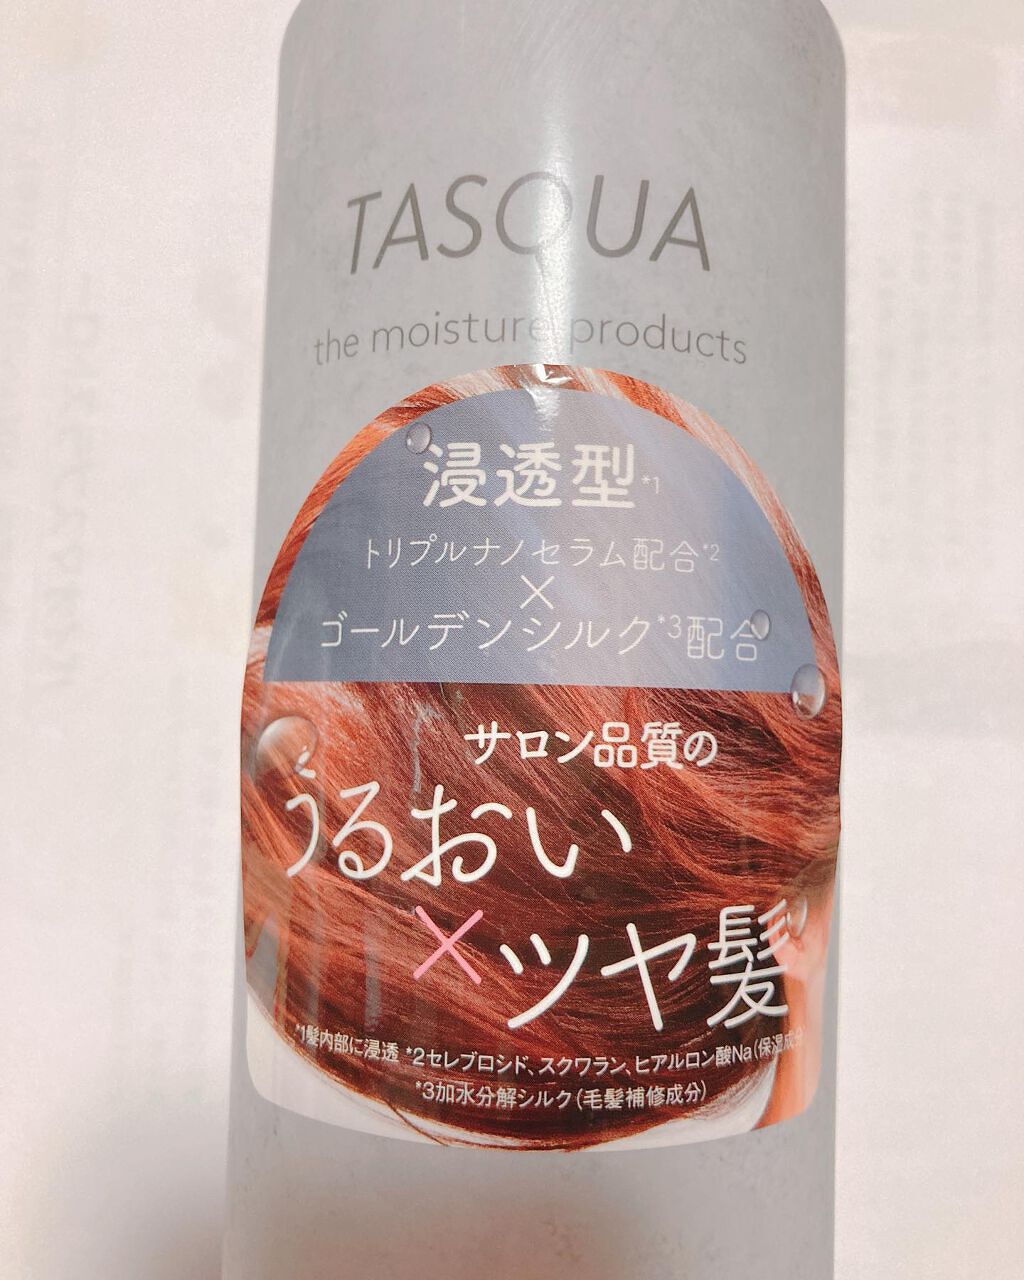 TASQUA
the moisture products
浸透型*1
トリプルナノセラム配合*2
×
ゴールデンシルク*3配合
サロン品質の
うるおい
×ツヤ髪
*1髪内部に浸透 *2セレブロシド、スクワラン、ヒアルロン酸Na(保湿成分)
*3加水分解シルク(毛髪補修成分)